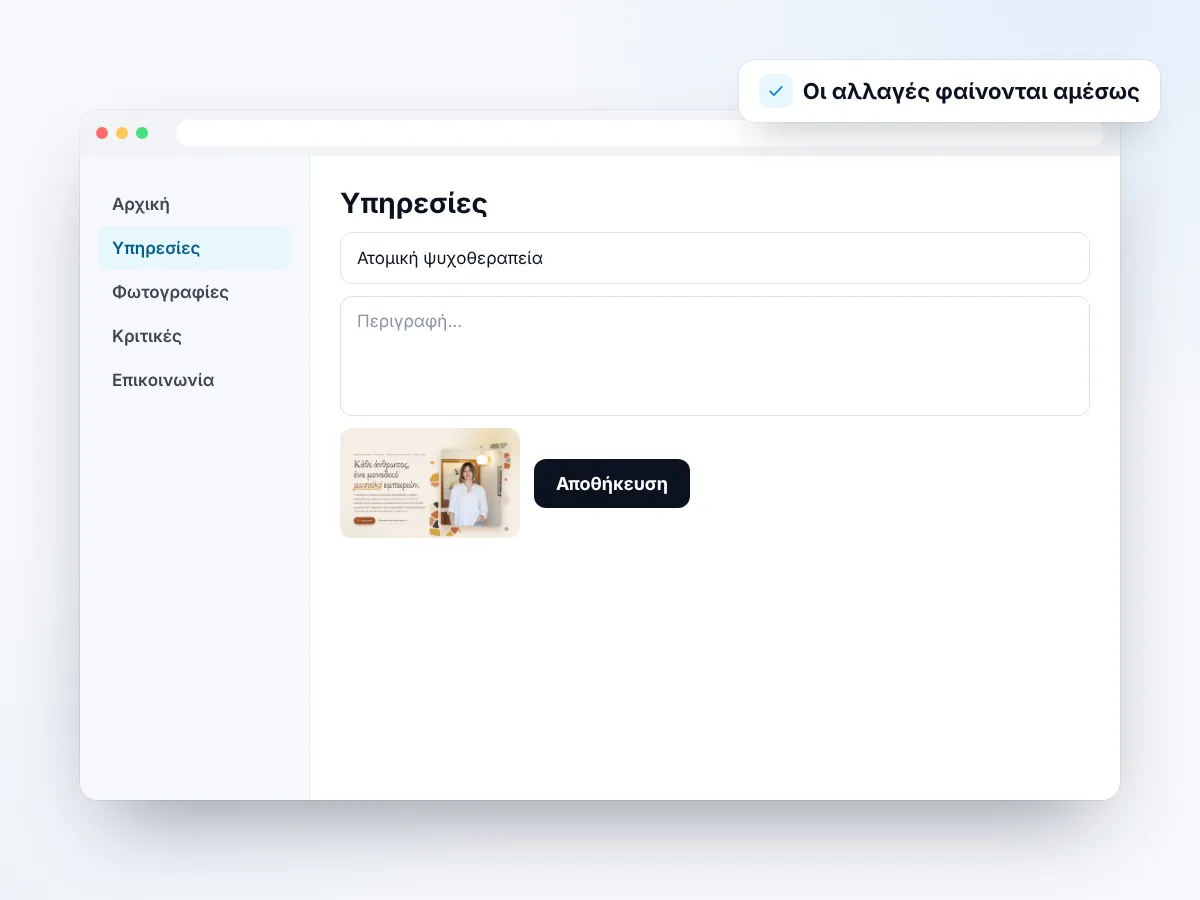 Οι αλλαγές φαίνονται αμέσως
Αρχική
Υπηρεσίες
Φωτογραφίες
Κριτικές
Επικοινωνία
Υπηρεσίες
Ατομική ψυχοθεραπεία
Περιγραφή...
Κάθε άνθρωπος,
ένα μοναδικό
μωσαϊκό εμπειριών.
Αποθήκευση